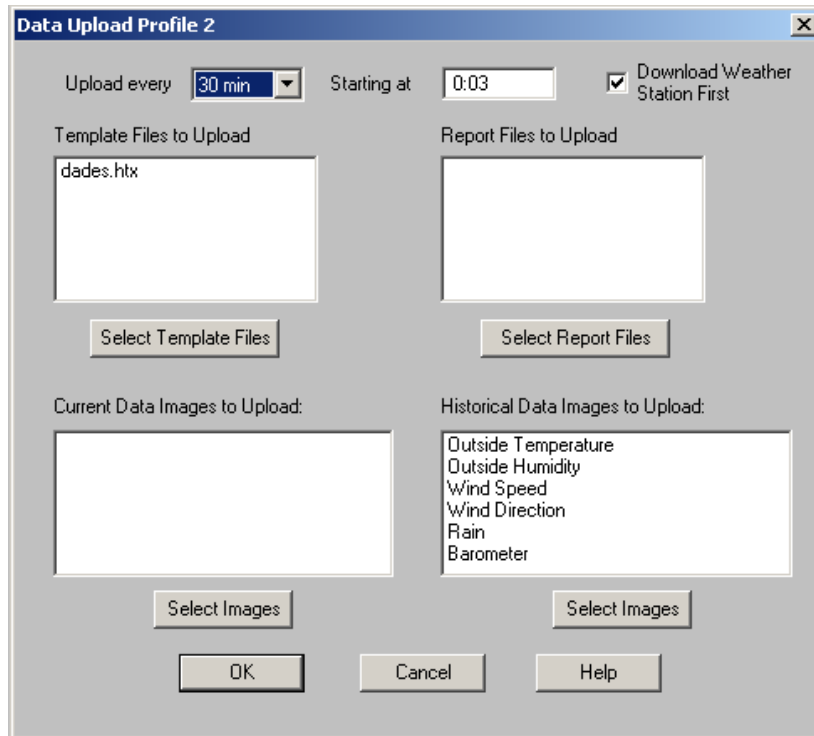 Data Upload Profile 2
Upload every 30 min Starting at 0:03 Download Weather
Station First
Template Files to Upload Report Files to Upload
dades.htx
Select Template Files Select Report Files
Current Data Images to Upload: Historical Data Images to Upload:
Outside Temperature
Outside Humidity
Wind Speed
Wind Direction
Rain
Barometer
Select Images Select Images
OK Cancel Help